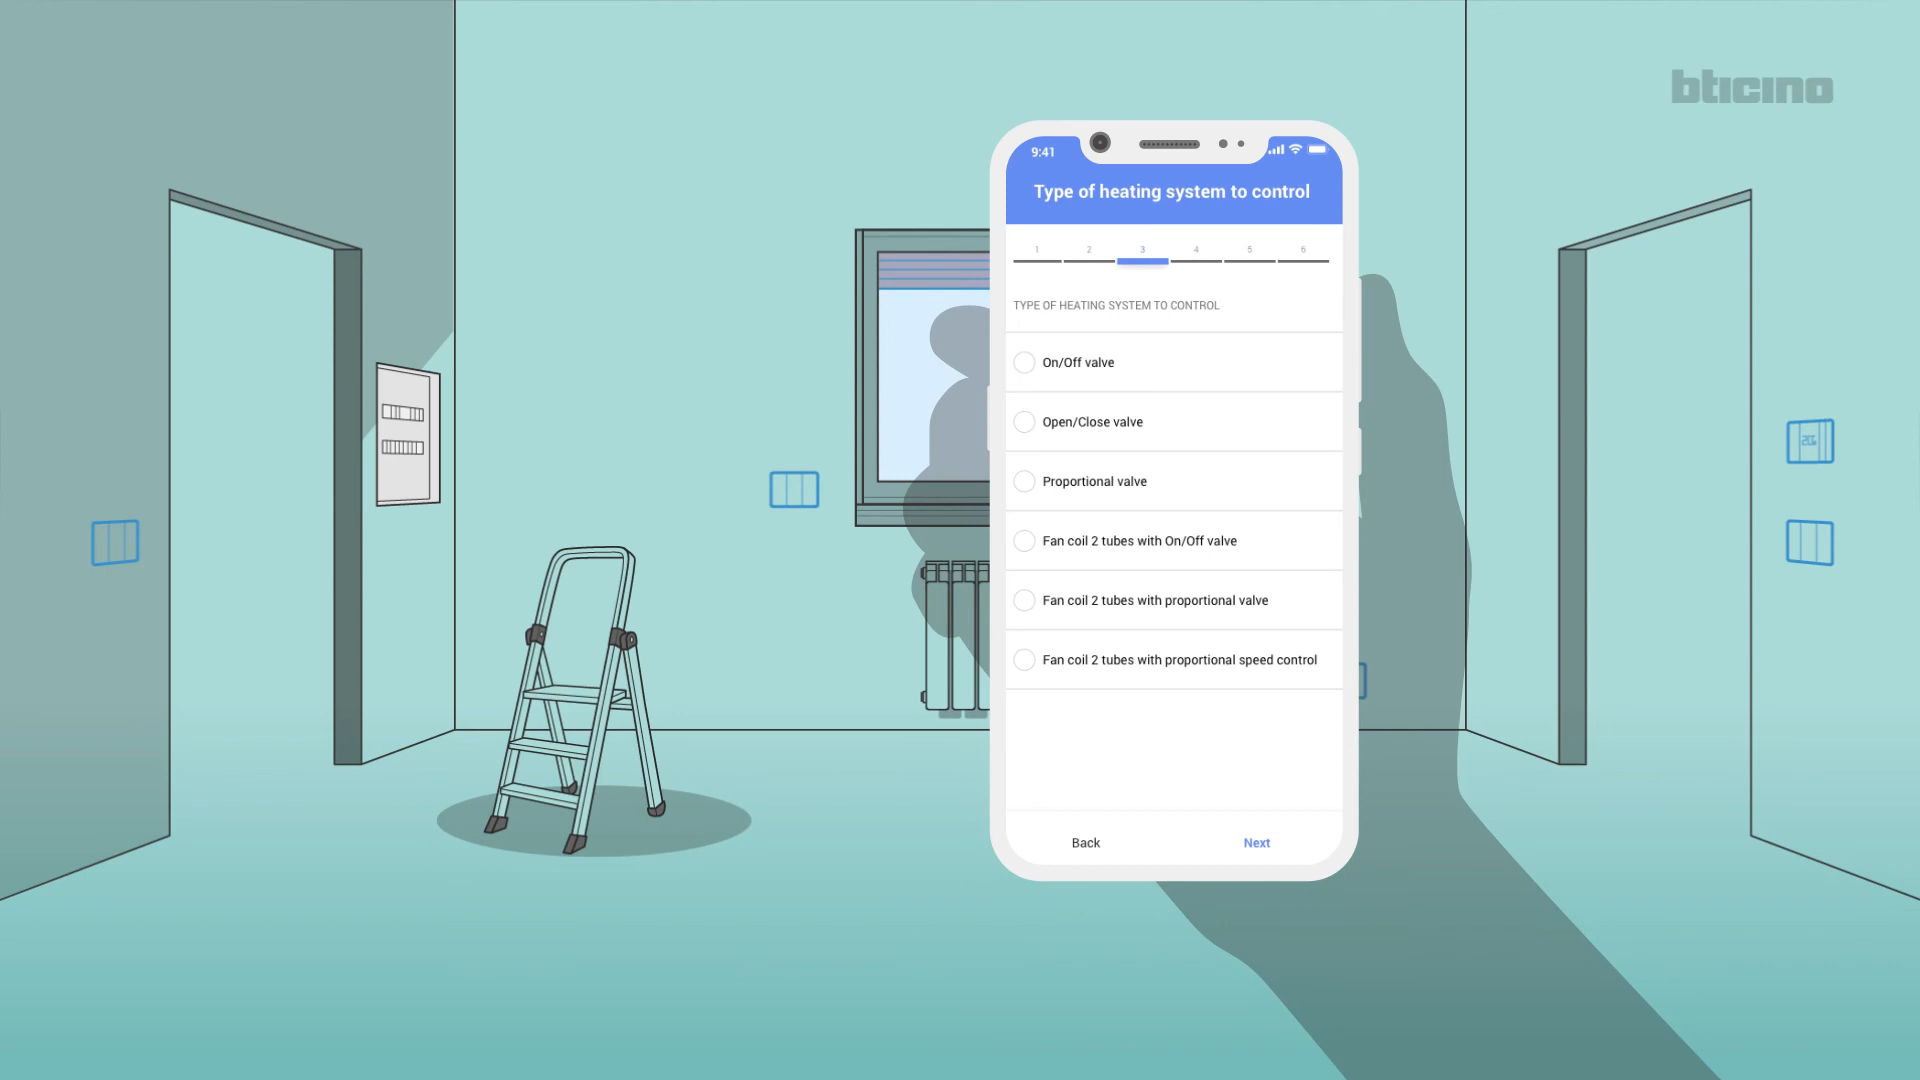 bticino
9:41
Type of heating system to control
1 2 3 4 5 6
TYPE OF HEATING SYSTEM TO CONTROL
On/Off valve
Open/Close valve
Proportional valve
Fan coil 2 tubes with On/Off valve
Fan coil 2 tubes with proportional valve
Fan coil 2 tubes with proportional speed control
Back Next